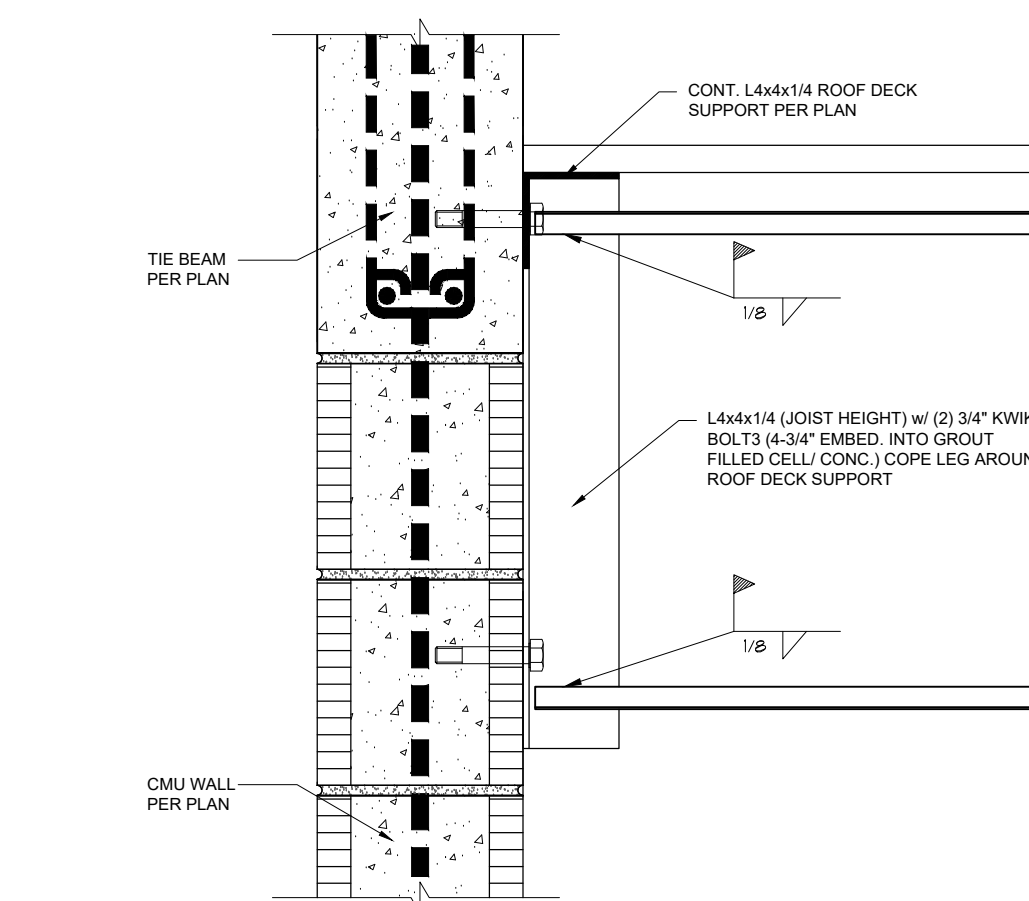 CONT. L4x4x1/4 ROOF DECK
SUPPORT PER PLAN
TIE BEAM
PER PLAN
1/8
L4x4x1/4 (JOIST HEIGHT) w/ (2) 3/4" KWIK
BOLT3 (4-3/4" EMBED. INTO GROUT
FILLED CELL/ CONC.) COPE LEG AROUN
ROOF DECK SUPPORT
1/8
CMU WALL
PER PLAN